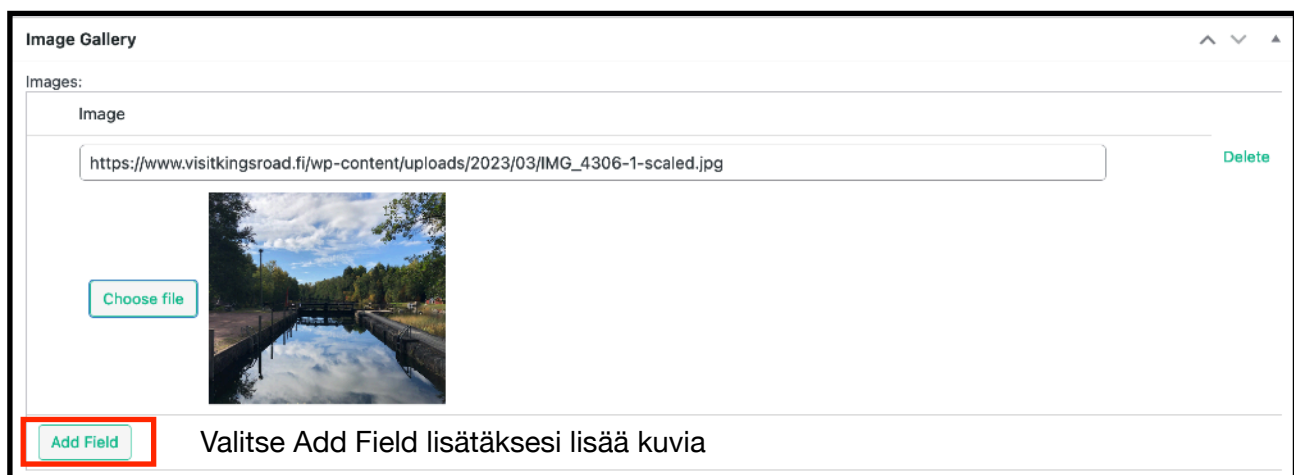 Image Gallery
Images:
Image
https://www.visitkingsroad.fi/wp-content/uploads/2023/03/IMG_4306-1-scaled.jpg
Delete
Choose file
Add Field
Valitse Add Field lisätäksesi lisää kuvia